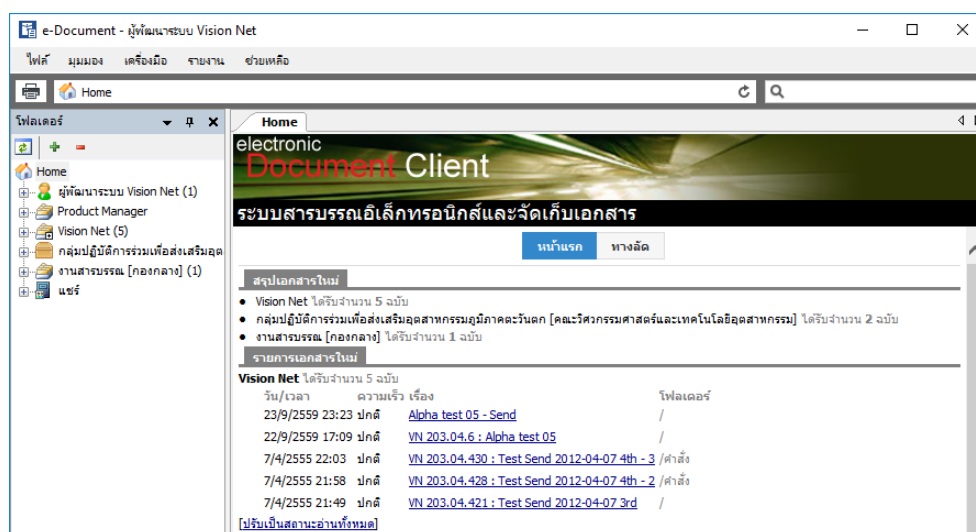 e-Document - ผู้พัฒนาระบบ Vision Net
ไฟล์ มุมมอง เครื่องมือ รายงาน ช่วยเหลือ
Home
โฟลเดอร์
Home
ผู้พัฒนาระบบ Vision Net (1)
Product Manager
Vision Net (5)
กลุ่มปฏิบัติการร่วมเพื่อส่งเสริมอุต
งานสารบรรณ [กองกลาง] (1)
แชร์
Home
electronic
Document Client
ระบบสารบรรณอิเล็กทรอนิกส์และจัดเก็บเอกสาร
หน้าแรก ทางลัด
สรุปเอกสารใหม่
Vision Net ได้รับจำนวน 5 ฉบับ
กลุ่มปฏิบัติการร่วมเพื่อส่งเสริมอุตสาหกรรมภูมิภาคตะวันตก [คณะวิศวกรรมศาสตร์และเทคโนโลยีอุตสาหกรรม] ได้รับจำนวน 2 ฉบับ
งานสารบรรณ [กองกลาง] ได้รับจำนวน 1 ฉบับ
รายการเอกสารใหม่
Vision Net ได้รับจำนวน 5 ฉบับ
วัน/เวลา ความเร็ว เรื่อง โฟลเดอร์
23/9/2559 23:23 ปกติ Alpha test 05 - Send /
22/9/2559 17:09 ปกติ VN 203.04.6 : Alpha test 05 /
7/4/2555 22:03 ปกติ VN 203.04.430 : Test Send 2012-04-07 4th - 3 /คำสั่ง
7/4/2555 21:58 ปกติ VN 203.04.428 : Test Send 2012-04-07 4th - 2 /คำสั่ง
7/4/2555 21:49 ปกติ VN 203.04.421 : Test Send 2012-04-07 3rd /
[ปรับเป็นสถานะอ่านทั้งหมด]